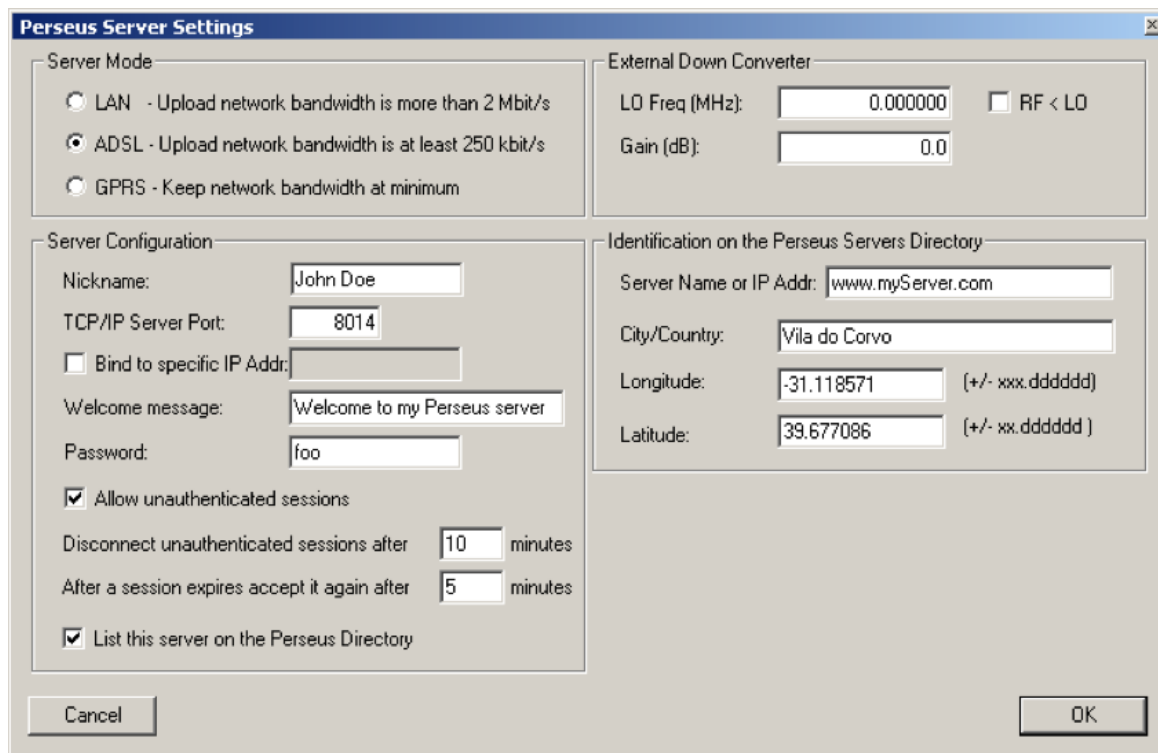 Perseus Server Settings
Server Mode
LAN - Upload network bandwidth is more than 2 Mbit/s
ADSL - Upload network bandwidth is at least 250 kbit/s
GPRS - Keep network bandwidth at minimum
External Down Converter
LO Freq (MHz): 0.000000 RF < LO
Gain (dB): 0.0
Server Configuration
Nickname: John Doe
TCP/IP Server Port: 8014
Bind to specific IP Addr:
Welcome message: Welcome to my Perseus server
Password: foo
Allow unauthenticated sessions
Disconnect unauthenticated sessions after 10 minutes
After a session expires accept it again after 5 minutes
List this server on the Perseus Directory
Identification on the Perseus Servers Directory
Server Name or IP Addr: www.myServer.com
City/Country: Vila do Corvo
Longitude: -31.118571 (+/- xxx.dddddd)
Latitude: 39.677086 (+/- xx.dddddd )
Cancel
OK